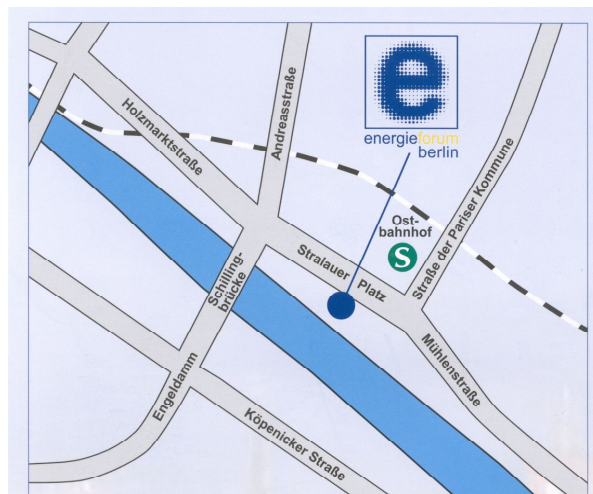 e
energieforum
berlin
Holzmarktstraße
Andreasstraße
Straße der Pariser Kommune
Ost-
bahnhof
S
Stralauer Platz
Schilling-
brücke
Mühlenstraße
Engeldamm
Köpenicker Straße